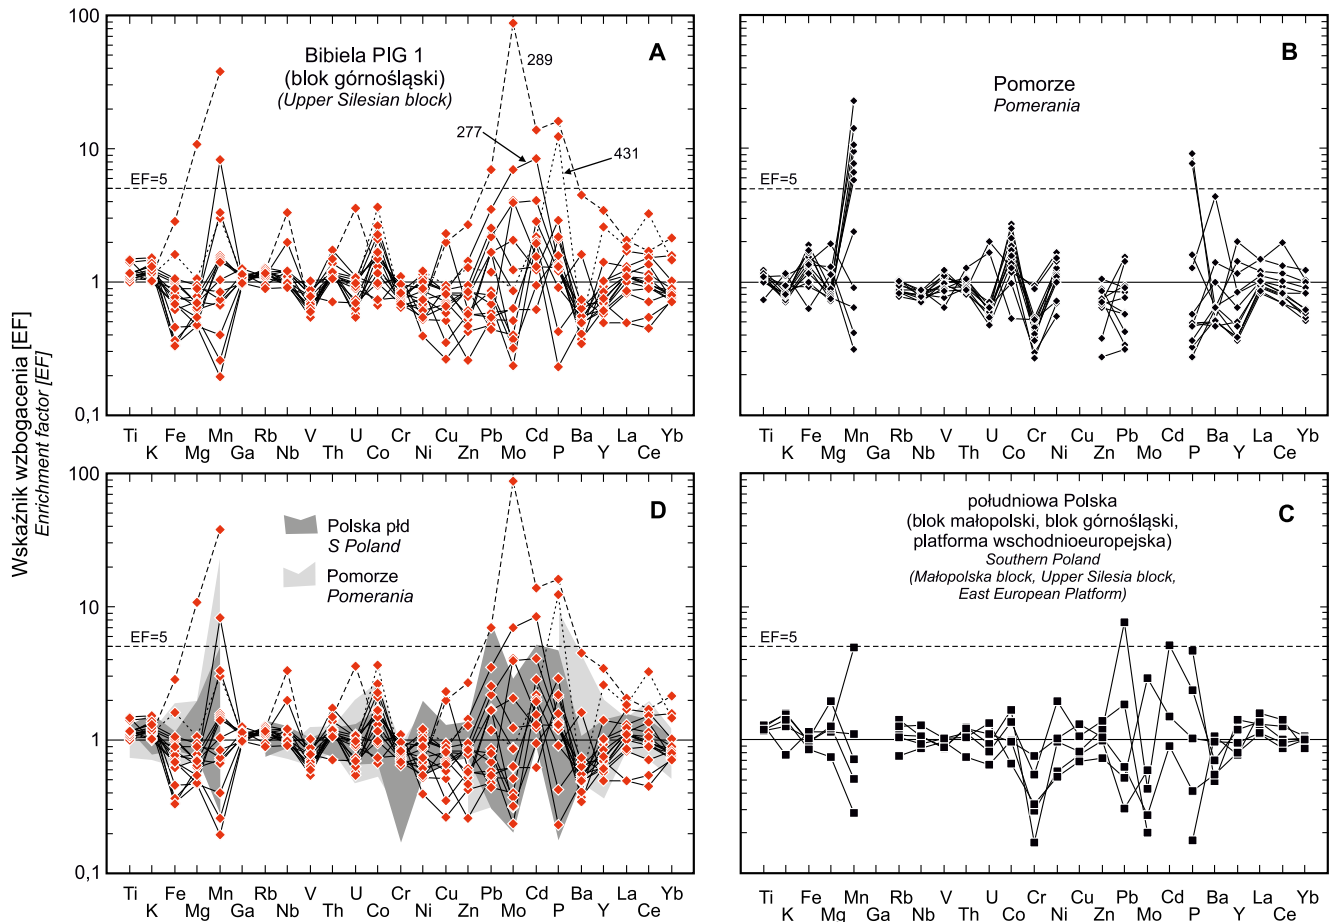 Wskaźnik wzbogacenia [EF]
Enrichment factor [EF]
100
10
1
0,1
Bibiela PIG 1
(blok górnośląski)
(Upper Silesian block)
A
289
277
431
EF=5
Ti K Fe Mg Mn Ga Rb Nb V Th U Co Cr Ni Cu Zn Pb Mo Cd P Ba Y La Ce Yb
Pomorze
Pomerania
B
EF=5
Ti K Fe Mg Mn Ga Rb Nb V Th U Co Cr Ni Cu Zn Pb Mo Cd P Ba Y La Ce Yb
100
10
1
0,1
D
Polska płd
S Poland
Pomorze
Pomerania
EF=5
Ti K Fe Mg Mn Ga Rb Nb V Th U Co Cr Ni Cu Zn Pb Mo Cd P Ba Y La Ce Yb
południowa Polska
(blok małopolski, blok górnośląski,
platforma wschodnioeuropejska)
Southern Poland
(Małopolska block, Upper Silesia block,
East European Platform)
C
EF=5
Ti K Fe Mg Mn Ga Rb Nb V Th U Co Cr Ni Cu Zn Pb Mo Cd P Ba Y La Ce Yb